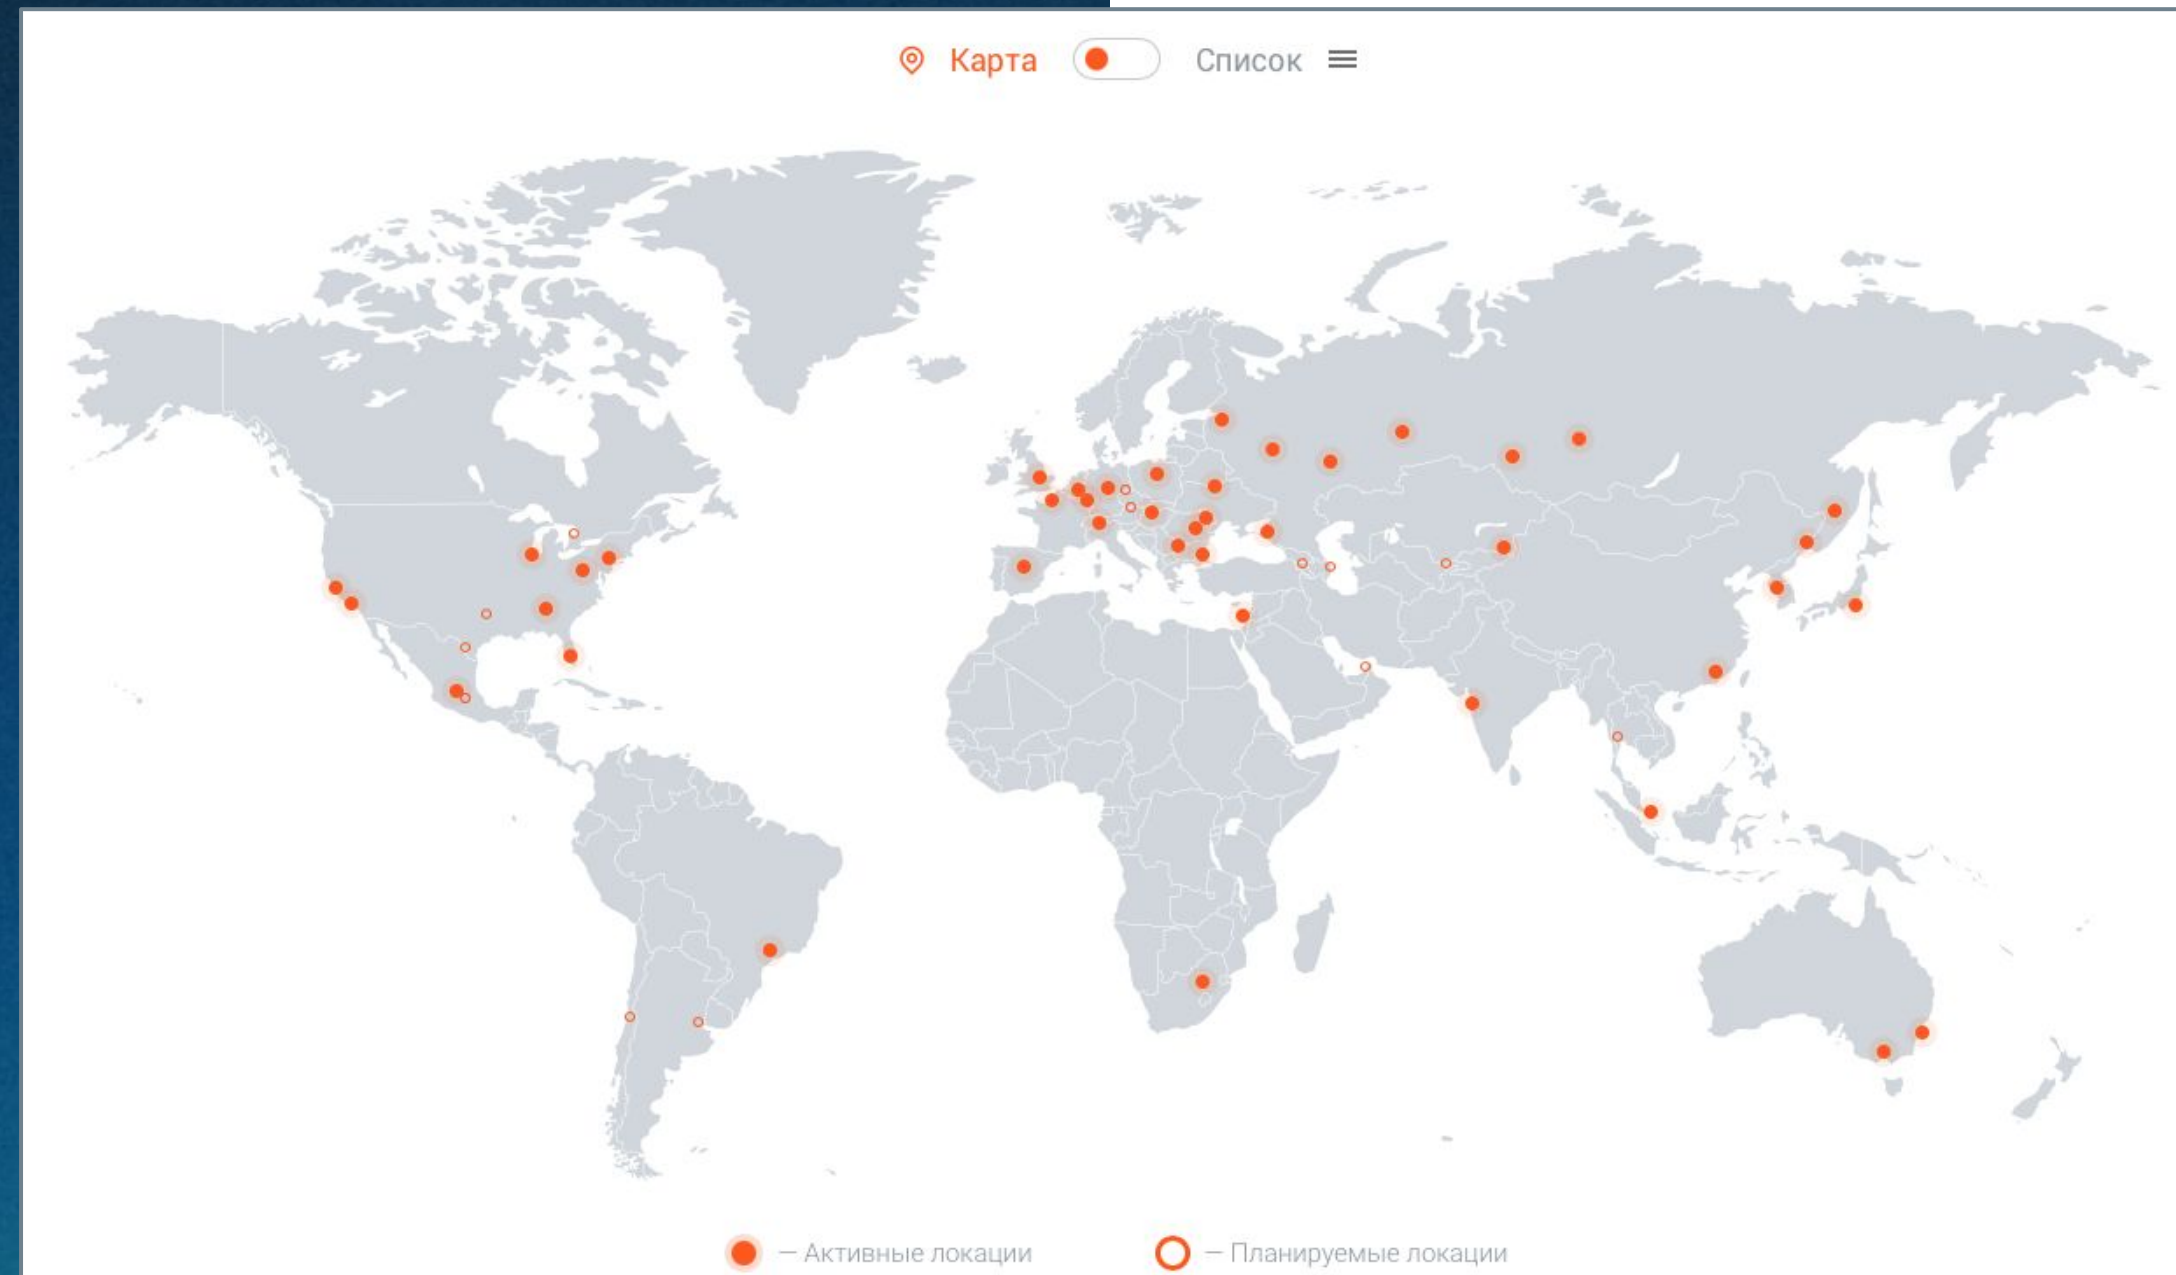 Карта Список
— Активные локации — Планируемые локации